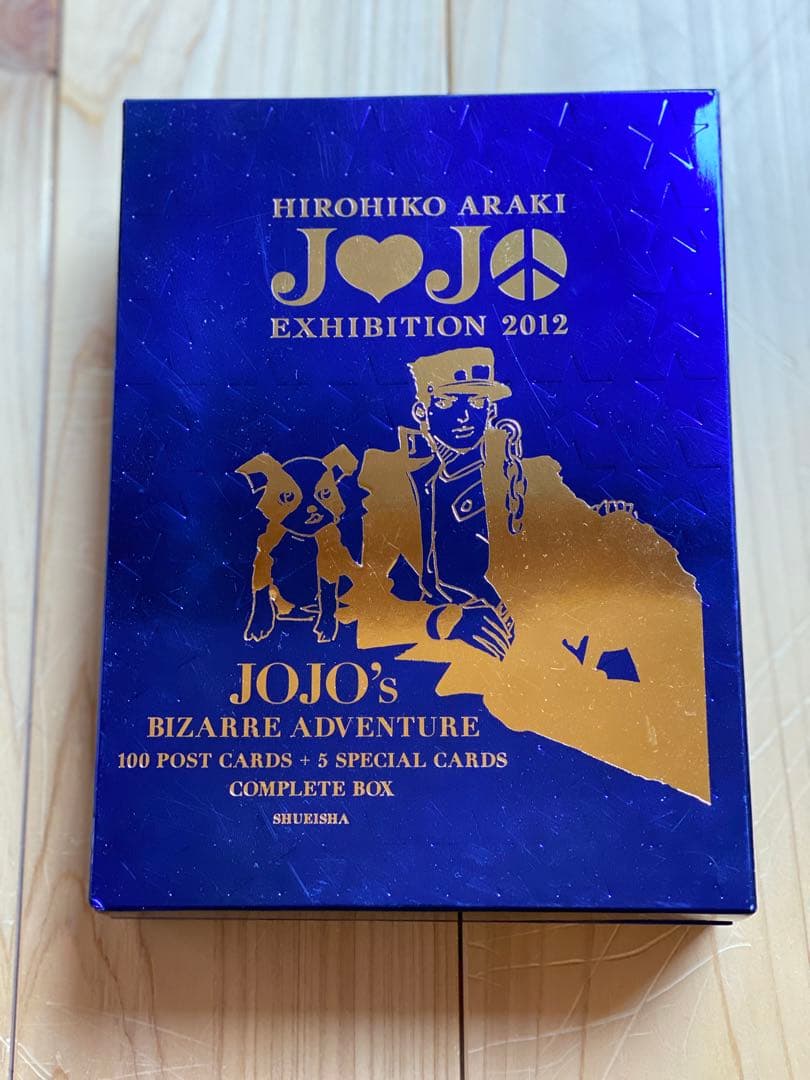 HIROHIKO ARAKI
JOJO
EXHIBITION 2012
JOJO's
BIZARRE ADVENTURE
100 POST CARDS + 5 SPECIAL CARDS
COMPLETE BOX
SHUEISHA